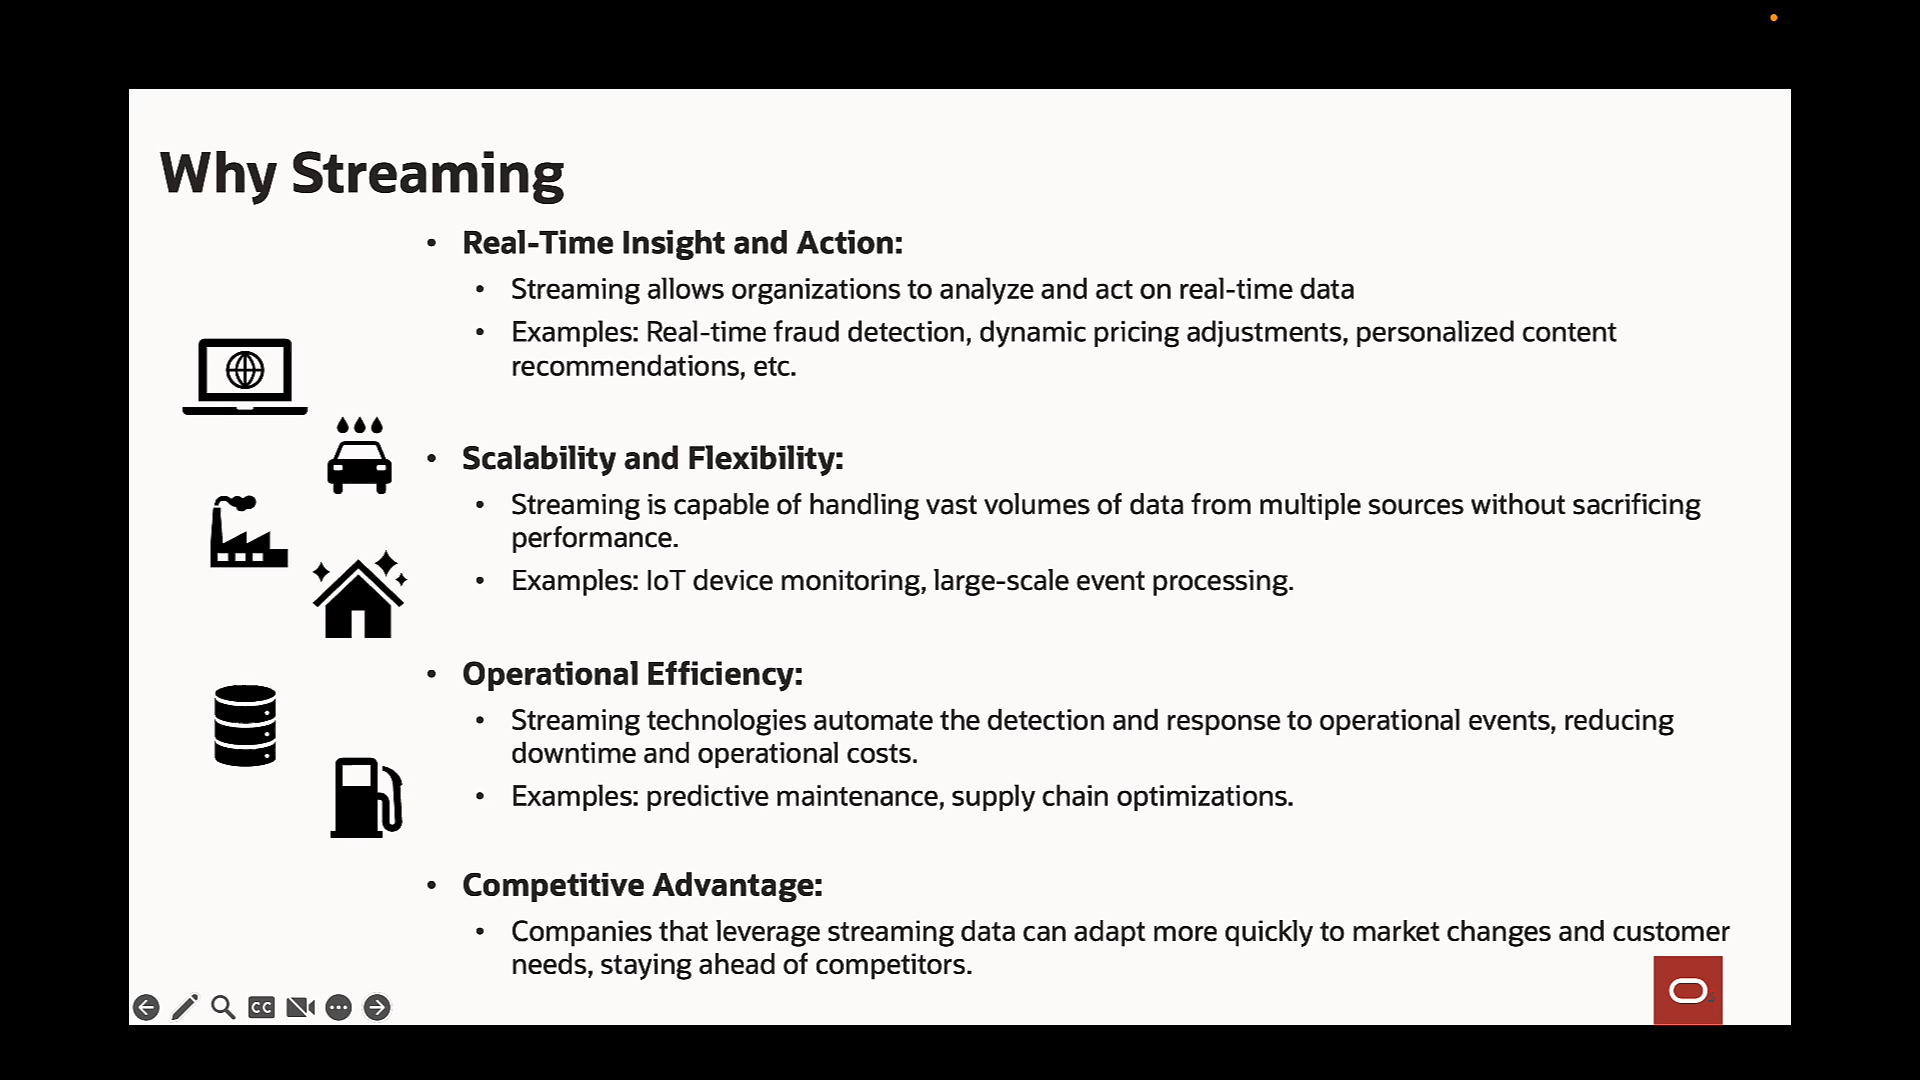 Why Streaming
• Real-Time Insight and Action:
• Streaming allows organizations to analyze and act on real-time data
• Examples: Real-time fraud detection, dynamic pricing adjustments, personalized content
recommendations, etc.
• Scalability and Flexibility:
• Streaming is capable of handling vast volumes of data from multiple sources without sacrificing
performance.
• Examples: IoT device monitoring, large-scale event processing.
• Operational Efficiency:
• Streaming technologies automate the detection and response to operational events, reducing
downtime and operational costs.
• Examples: predictive maintenance, supply chain optimizations.
• Competitive Advantage:
• Companies that leverage streaming data can adapt more quickly to market changes and customer
needs, staying ahead of competitors.
CC